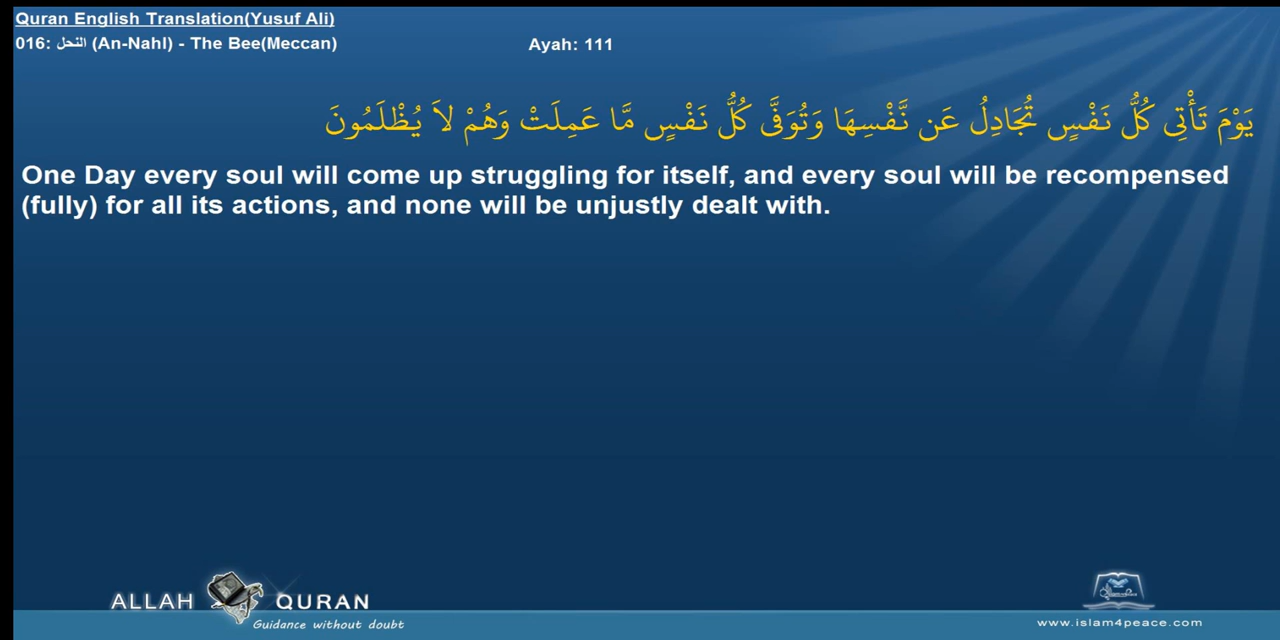 Quran English Translation(Yusuf Ali)
016: النحل (An-Nahl) - The Bee(Meccan)
Ayah: 111
يَوْمَ تَأْتِى كُلُّ نَفْسٍ تُجَادِلُ عَن نَّفْسِهَا وَتُوَفَّى كُلُّ نَفْسٍ مَّا عَمِلَتْ وَهُمْ لاَ يُظْلَمُونَ
One Day every soul will come up struggling for itself, and every soul will be recompensed
(fully) for all its actions, and none will be unjustly dealt with.
ALLAH QURAN
Guidance without doubt
www.islam4peace.com